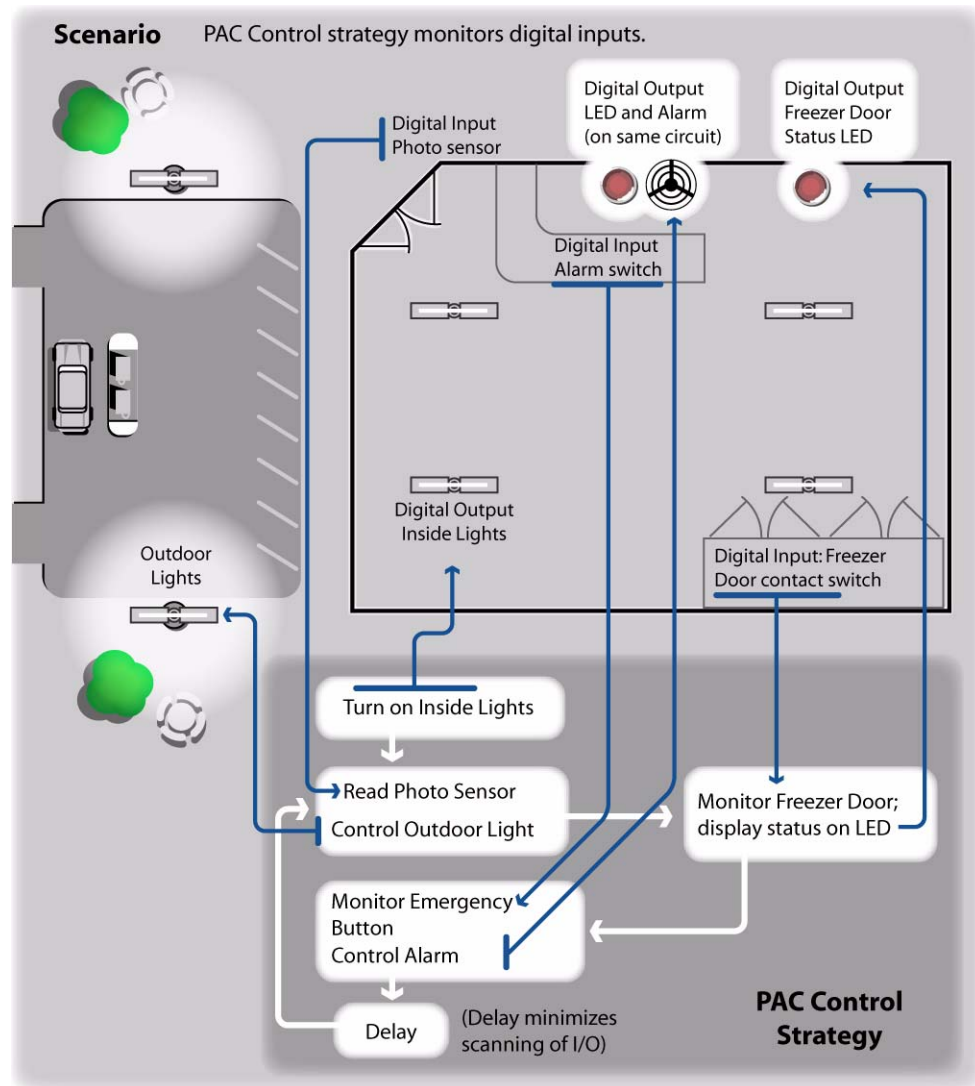 Scenario PAC Control strategy monitors digital inputs.
Digital Input
Photo sensor
Digital Output
LED and Alarm
(on same circuit)
Digital Output
Freezer Door
Status LED
Digital Input
Alarm switch
Digital Output
Inside Lights
Outdoor
Lights
Digital Input: Freezer
Door contact switch
Turn on Inside Lights
Read Photo Sensor
Control Outdoor Light
Monitor Freezer Door;
display status on LED
Monitor Emergency
Button
Control Alarm
Delay
(Delay minimizes
scanning of I/O)
PAC Control
Strategy